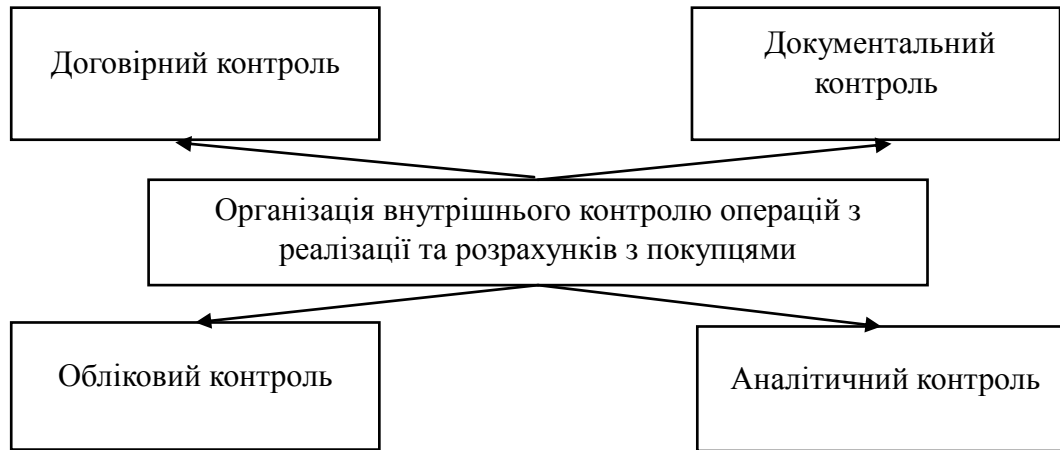 Договірний контроль
Документальний
контроль
Організація внутрішнього контролю операцій з
реалізації та розрахунків з покупцями
Обліковий контроль
Аналітичний контроль